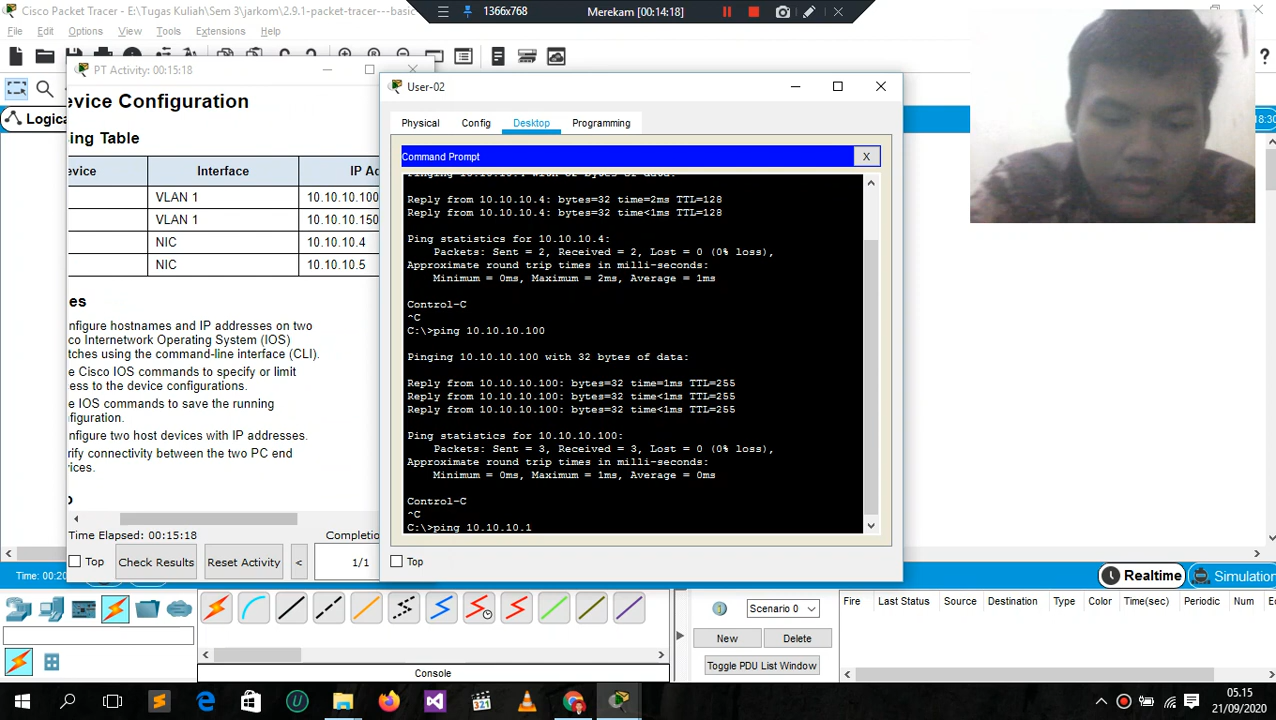 Cisco Packet Tracer - E:\Tugas Kuliah\Sem 3\jarkom\2.9.1-packet-tracer---basic
1366x768
Merekam [00:14:18]
File
Edit
Options
View
Tools
Extensions
Help
PT Activity: 00:15:18
Logica
18:30
evice Configuration
sing Table
evice
Interface
IP Ac
VLAN 1
10.10.10.100
VLAN 1
10.10.10.150
NIC
10.10.10.4
NIC
10.10.10.5
es
nfigure hostnames and IP addresses on two
co Internetwork Operating System (IOS)
tches using the command-line interface (CLI).
e Cisco IOS commands to specify or limit
ess to the device configurations.
e IOS commands to save the running
figuration.
nfigure two host devices with IP addresses.
rify connectivity between the two PC end
vices.
Time Elapsed: 00:15:18
Completio
Top
Check Results
Reset Activity
<
1/1
User-02
Physical
Config
Desktop
Programming
Command Prompt
X
Reply from 10.10.10.4: bytes=32 time=2ms TTL=128
Reply from 10.10.10.4: bytes=32 time<1ms TTL=128
Ping statistics for 10.10.10.4:
Packets: Sent = 2, Received = 2, Lost = 0 (0% loss),
Approximate round trip times in milli-seconds:
Minimum = 0ms, Maximum = 2ms, Average = 1ms
Control-C
^C
C:\>ping 10.10.10.100
Pinging 10.10.10.100 with 32 bytes of data:
Reply from 10.10.10.100: bytes=32 time=1ms TTL=255
Reply from 10.10.10.100: bytes=32 time<1ms TTL=255
Reply from 10.10.10.100: bytes=32 time<1ms TTL=255
Ping statistics for 10.10.10.100:
Packets: Sent = 3, Received = 3, Lost = 0 (0% loss),
Approximate round trip times in milli-seconds:
Minimum = 0ms, Maximum = 1ms, Average = 0ms
Control-C
^C
C:\>ping 10.10.10.1
Top
Time: 00:20
Realtime
Simulation
Scenario 0
New
Delete
Toggle PDU List Window
Fire
Last Status
Source
Destination
Type
Color
Time(sec)
Periodic
Num
Ec
Console
321
05.15
21/09/2020